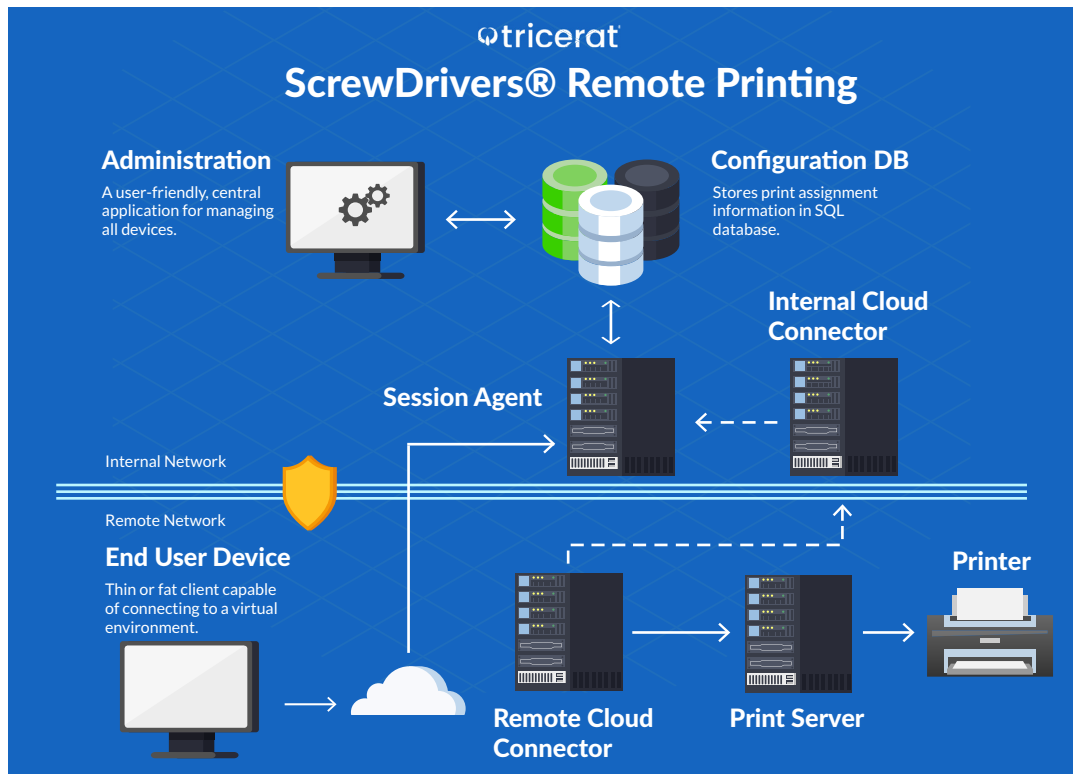 tricerat
ScrewDrivers® Remote Printing
Administration
A user-friendly, central
application for managing
all devices.
Configuration DB
Stores print assignment
information in SQL
database.
Internal Cloud
Connector
Session Agent
Internal Network
Remote Network
End User Device
Thin or fat client capable
of connecting to a virtual
environment.
Printer
Remote Cloud
Connector
Print Server